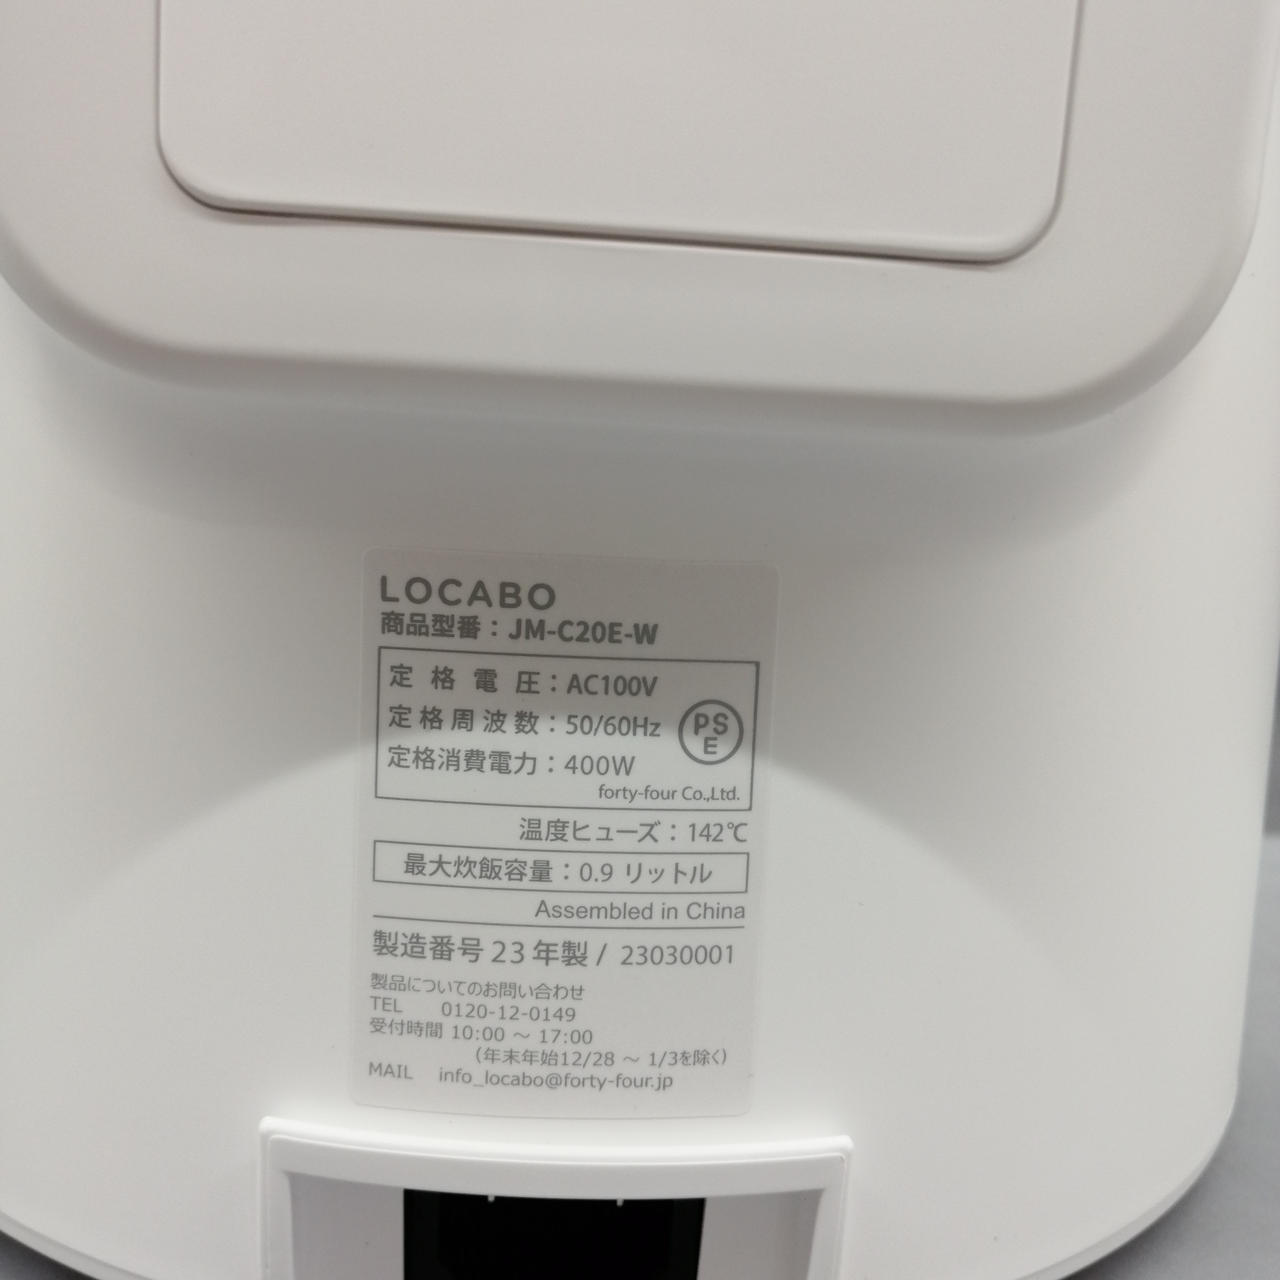 LOCABO
商品型番：JM-C20E-W
定格電圧：AC100V
定格周波数：50/60Hz
PS
E
定格消費電力：400W
forty-four Co.,Ltd.
温度ヒューズ：142℃
最大炊飯容量：0.9 リットル
Assembled in China
製造番号 23 年製 / 23030001
製品についてのお問い合わせ
TEL 0120-12-0149
受付時間 10:00 ～ 17:00
（年末年始12/28 ～ 1/3を除く）
MAIL info_locabo@forty-four.jp